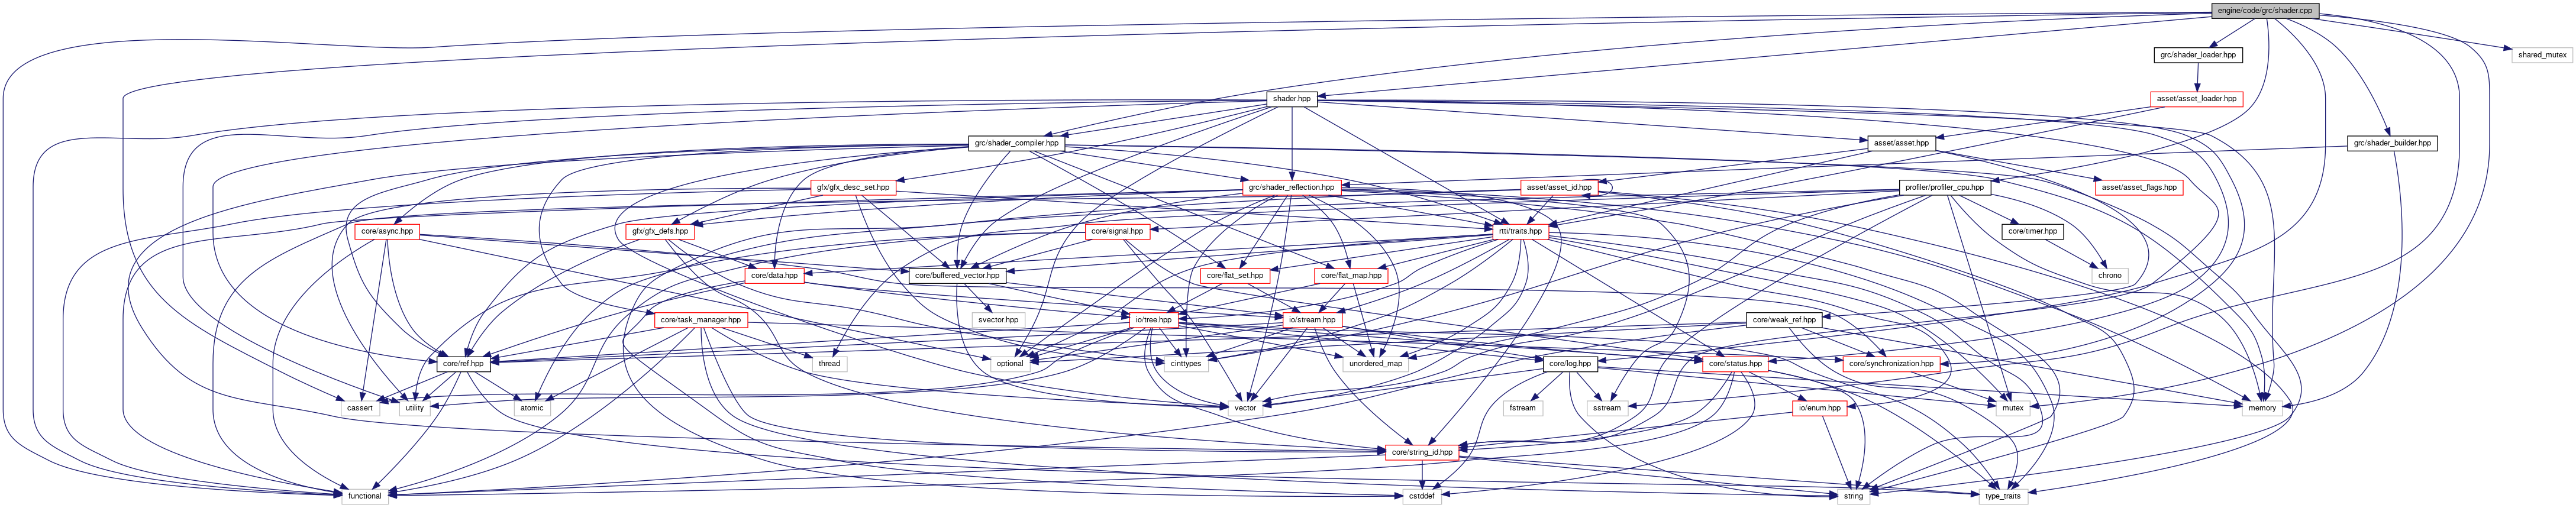 engine/code/grc/shader.cpp
grc/shader_loader.hpp
shared_mutex
shader.hpp
asset/asset_loader.hpp
grc/shader_compiler.hpp
asset/asset.hpp
grc/shader_builder.hpp
gfx/gfx_desc_set.hpp
grc/shader_reflection.hpp
asset/asset_id.hpp
profiler/profiler_cpu.hpp
asset/asset_flags.hpp
core/async.hpp
gfx/gfx_defs.hpp
core/signal.hpp
rtti/traits.hpp
core/timer.hpp
core/data.hpp
core/buffered_vector.hpp
core/flat_set.hpp
core/flat_map.hpp
chrono
core/task_manager.hpp
svector.hpp
io/tree.hpp
io/stream.hpp
core/weak_ref.hpp
core/ref.hpp
thread
optional
cinttypes
unordered_map
core/log.hpp
core/status.hpp
core/synchronization.hpp
cassert
utility
atomic
vector
fstream
sstream
io/enum.hpp
mutex
memory
core/string_id.hpp
functional
cstddef
string
type_traits